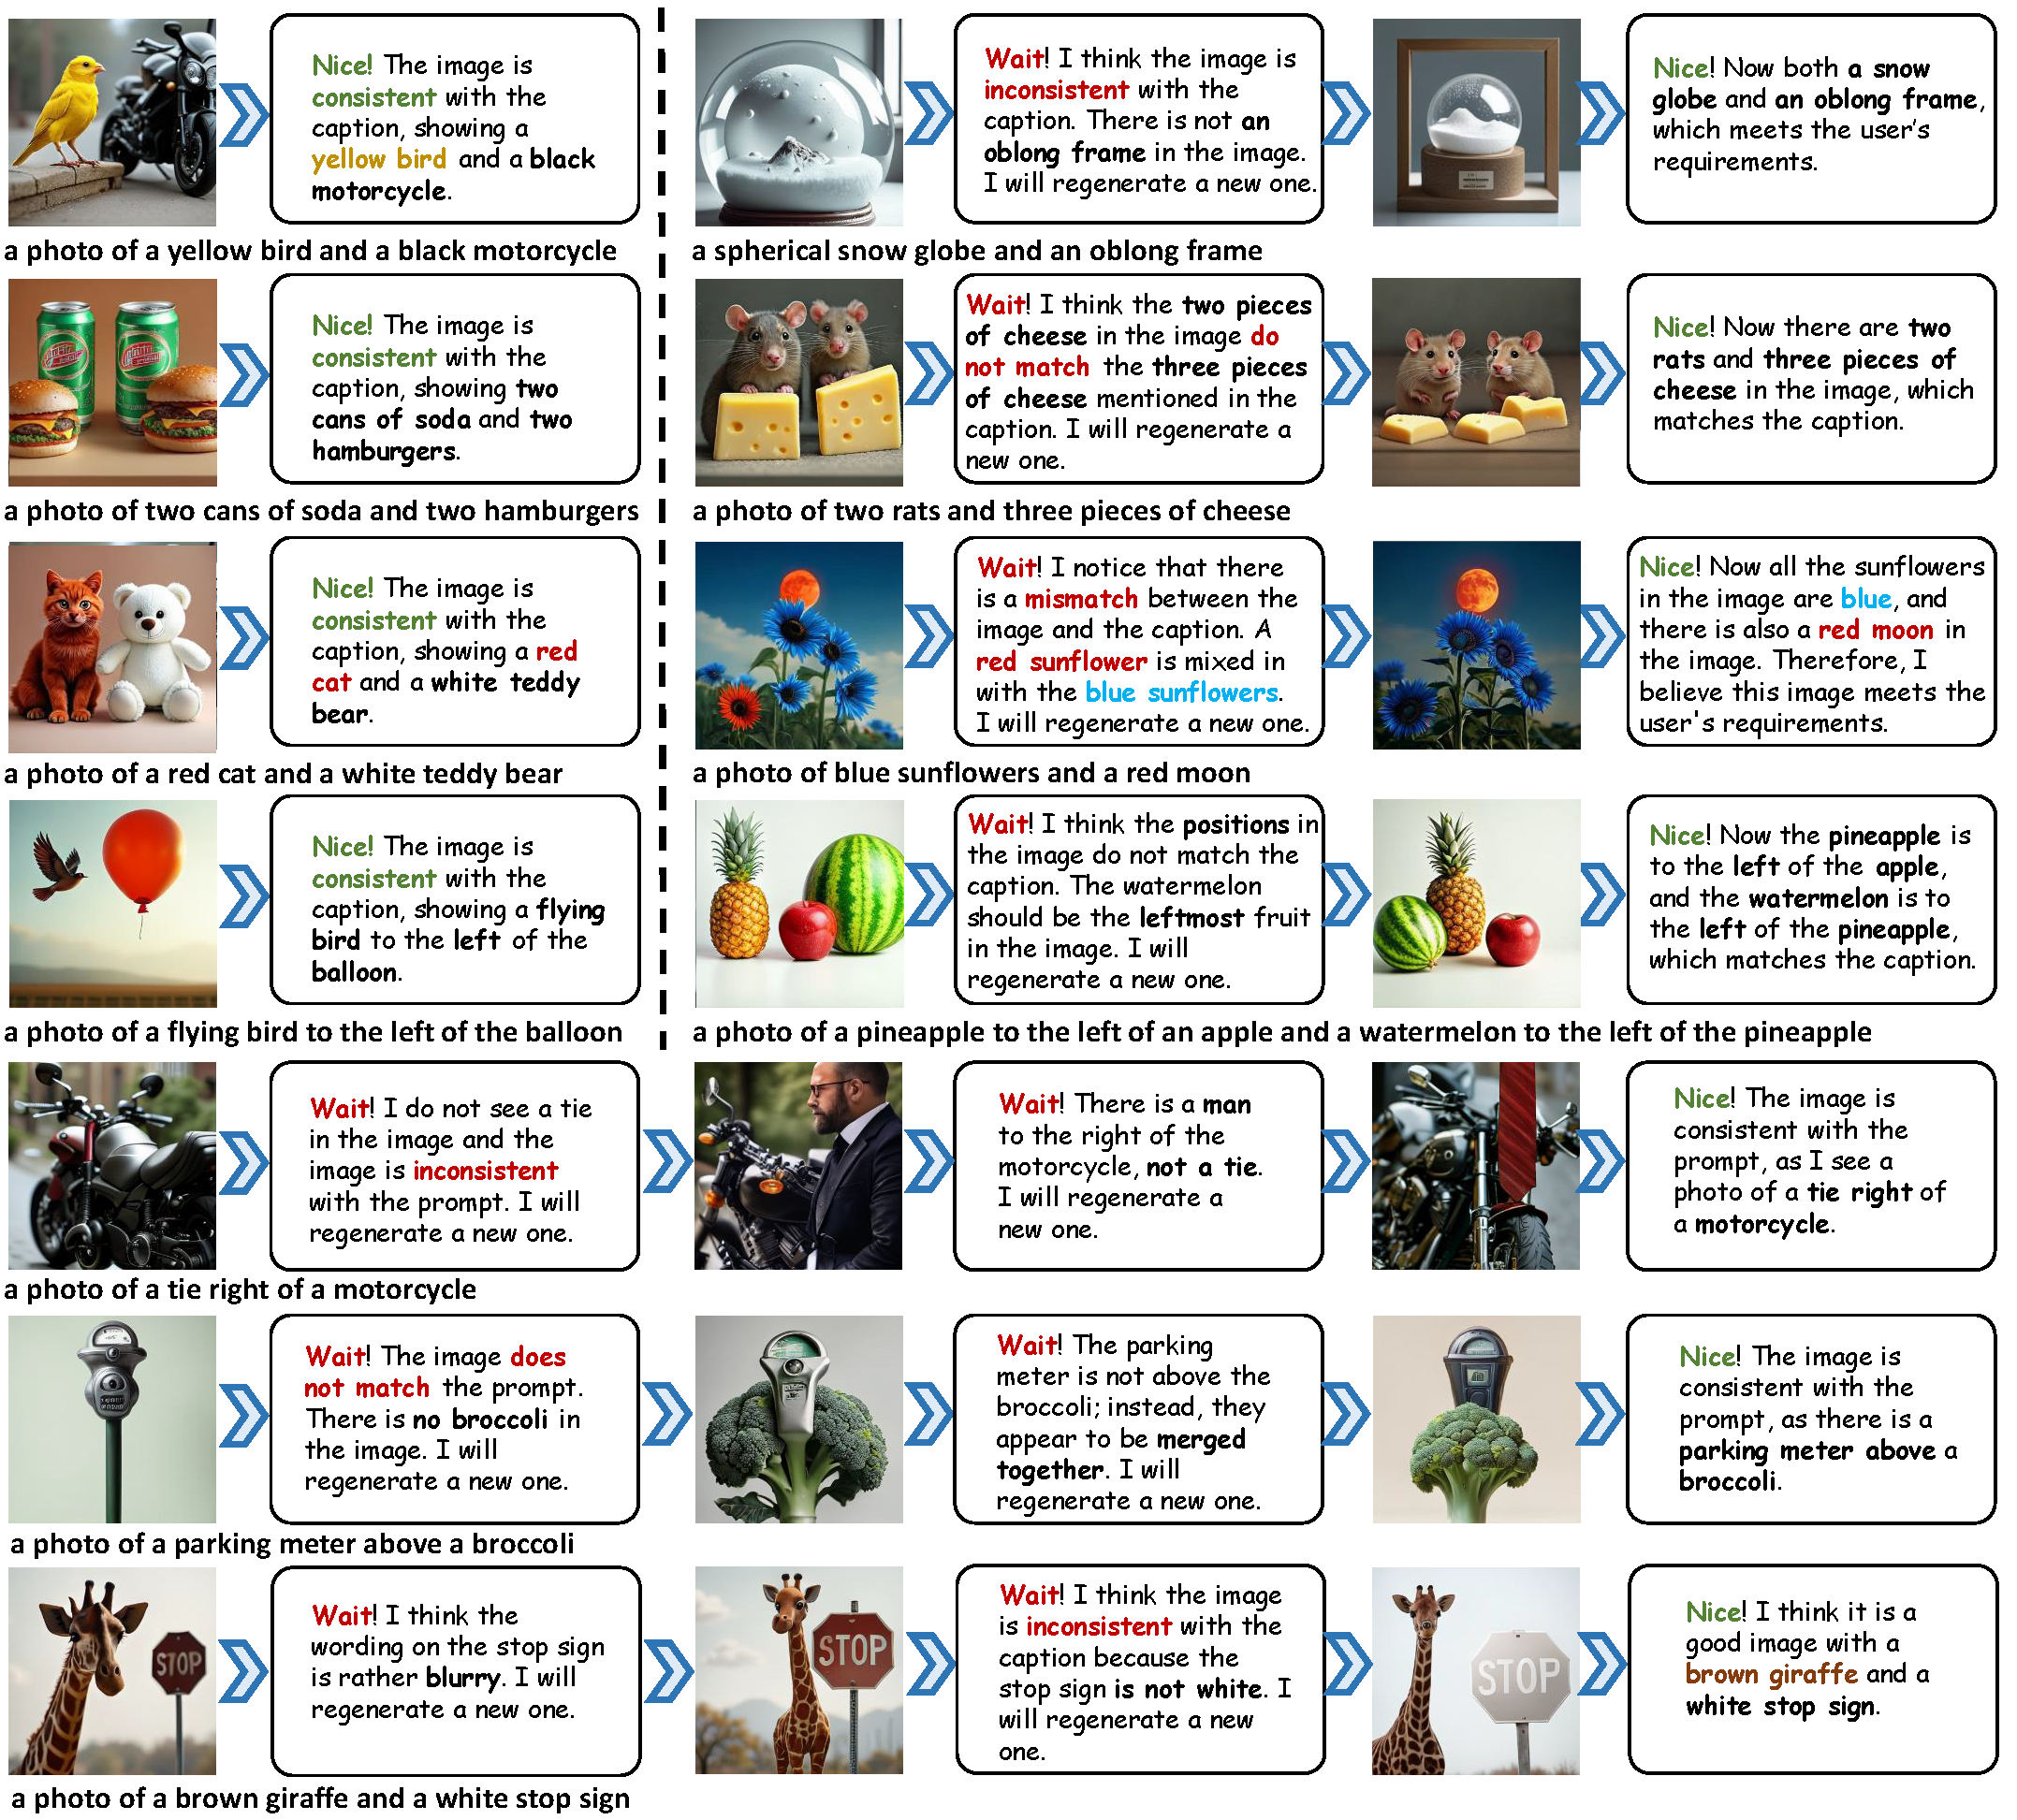 Nice! The image is
consistent with the
caption, showing a
yellow bird and a black
motorcycle.
Wait! I think the image is
inconsistent with the
caption. There is not an
oblong frame in the image.
I will regenerate a new one.
Nice! Now both a snow
globe and an oblong frame,
which meets the user's
requirements.
a photo of a yellow bird and a black motorcycle
a spherical snow globe and an oblong frame
Nice! The image is
consistent with the
caption, showing two
cans of soda and two
hamburgers.
Wait! I think the two pieces
of cheese in the image do
not match the three pieces
of cheese mentioned in the
caption. I will regenerate a
new one.
Nice! Now there are two
rats and three pieces of
cheese in the image, which
matches the caption.
a photo of two cans of soda and two hamburgers
a photo of two rats and three pieces of cheese
Nice! The image is
consistent with the
caption, showing a red
cat and a white teddy
bear.
Wait! I notice that there
is a mismatch between the
image and the caption. A
red sunflower is mixed in
with the blue sunflowers.
I will regenerate a new one.
Nice! Now all the sunflowers
in the image are blue, and
there is also a red moon in
the image. Therefore, I
believe this image meets the
user's requirements.
a photo of a red cat and a white teddy bear
a photo of blue sunflowers and a red moon
Nice! The image is
consistent with the
caption, showing a flying
bird to the left of the
balloon.
Wait! I think the positions in
the image do not match the
caption. The watermelon
should be the leftmost fruit
in the image. I will
regenerate a new one.
Nice! Now the pineapple is
to the left of the apple,
and the watermelon is to
the left of the pineapple,
which matches the caption.
a photo of a flying bird to the left of the balloon
a photo of a pineapple to the left of an apple and a watermelon to the left of the pineapple
Wait! I do not see a tie
in the image and the
image is inconsistent
with the prompt. I will
regenerate a new one.
Wait! There is a man
to the right of the
motorcycle, not a tie.
I will regenerate a
new one.
Nice! The image is
consistent with the
prompt, as I see a
photo of a tie right of
a motorcycle.
a photo of a tie right of a motorcycle
Wait! The image does
not match the prompt.
There is no broccoli in
the image. I will
regenerate a new one.
Wait! The parking
meter is not above the
broccoli; instead, they
appear to be merged
together. I will
regenerate a new one.
Nice! The image is
consistent with the
prompt, as there is a
parking meter above a
broccoli.
a photo of a parking meter above a broccoli
STOP
Wait! I think the
wording on the stop sign
is rather blurry. I will
regenerate a new one.
STOP
Wait! I think the image
is inconsistent with the
caption because the
stop sign is not white. I
will regenerate a new
one.
STOP
Nice! I think it is a
good image with a
brown giraffe and a
white stop sign.
a photo of a brown giraffe and a white stop sign